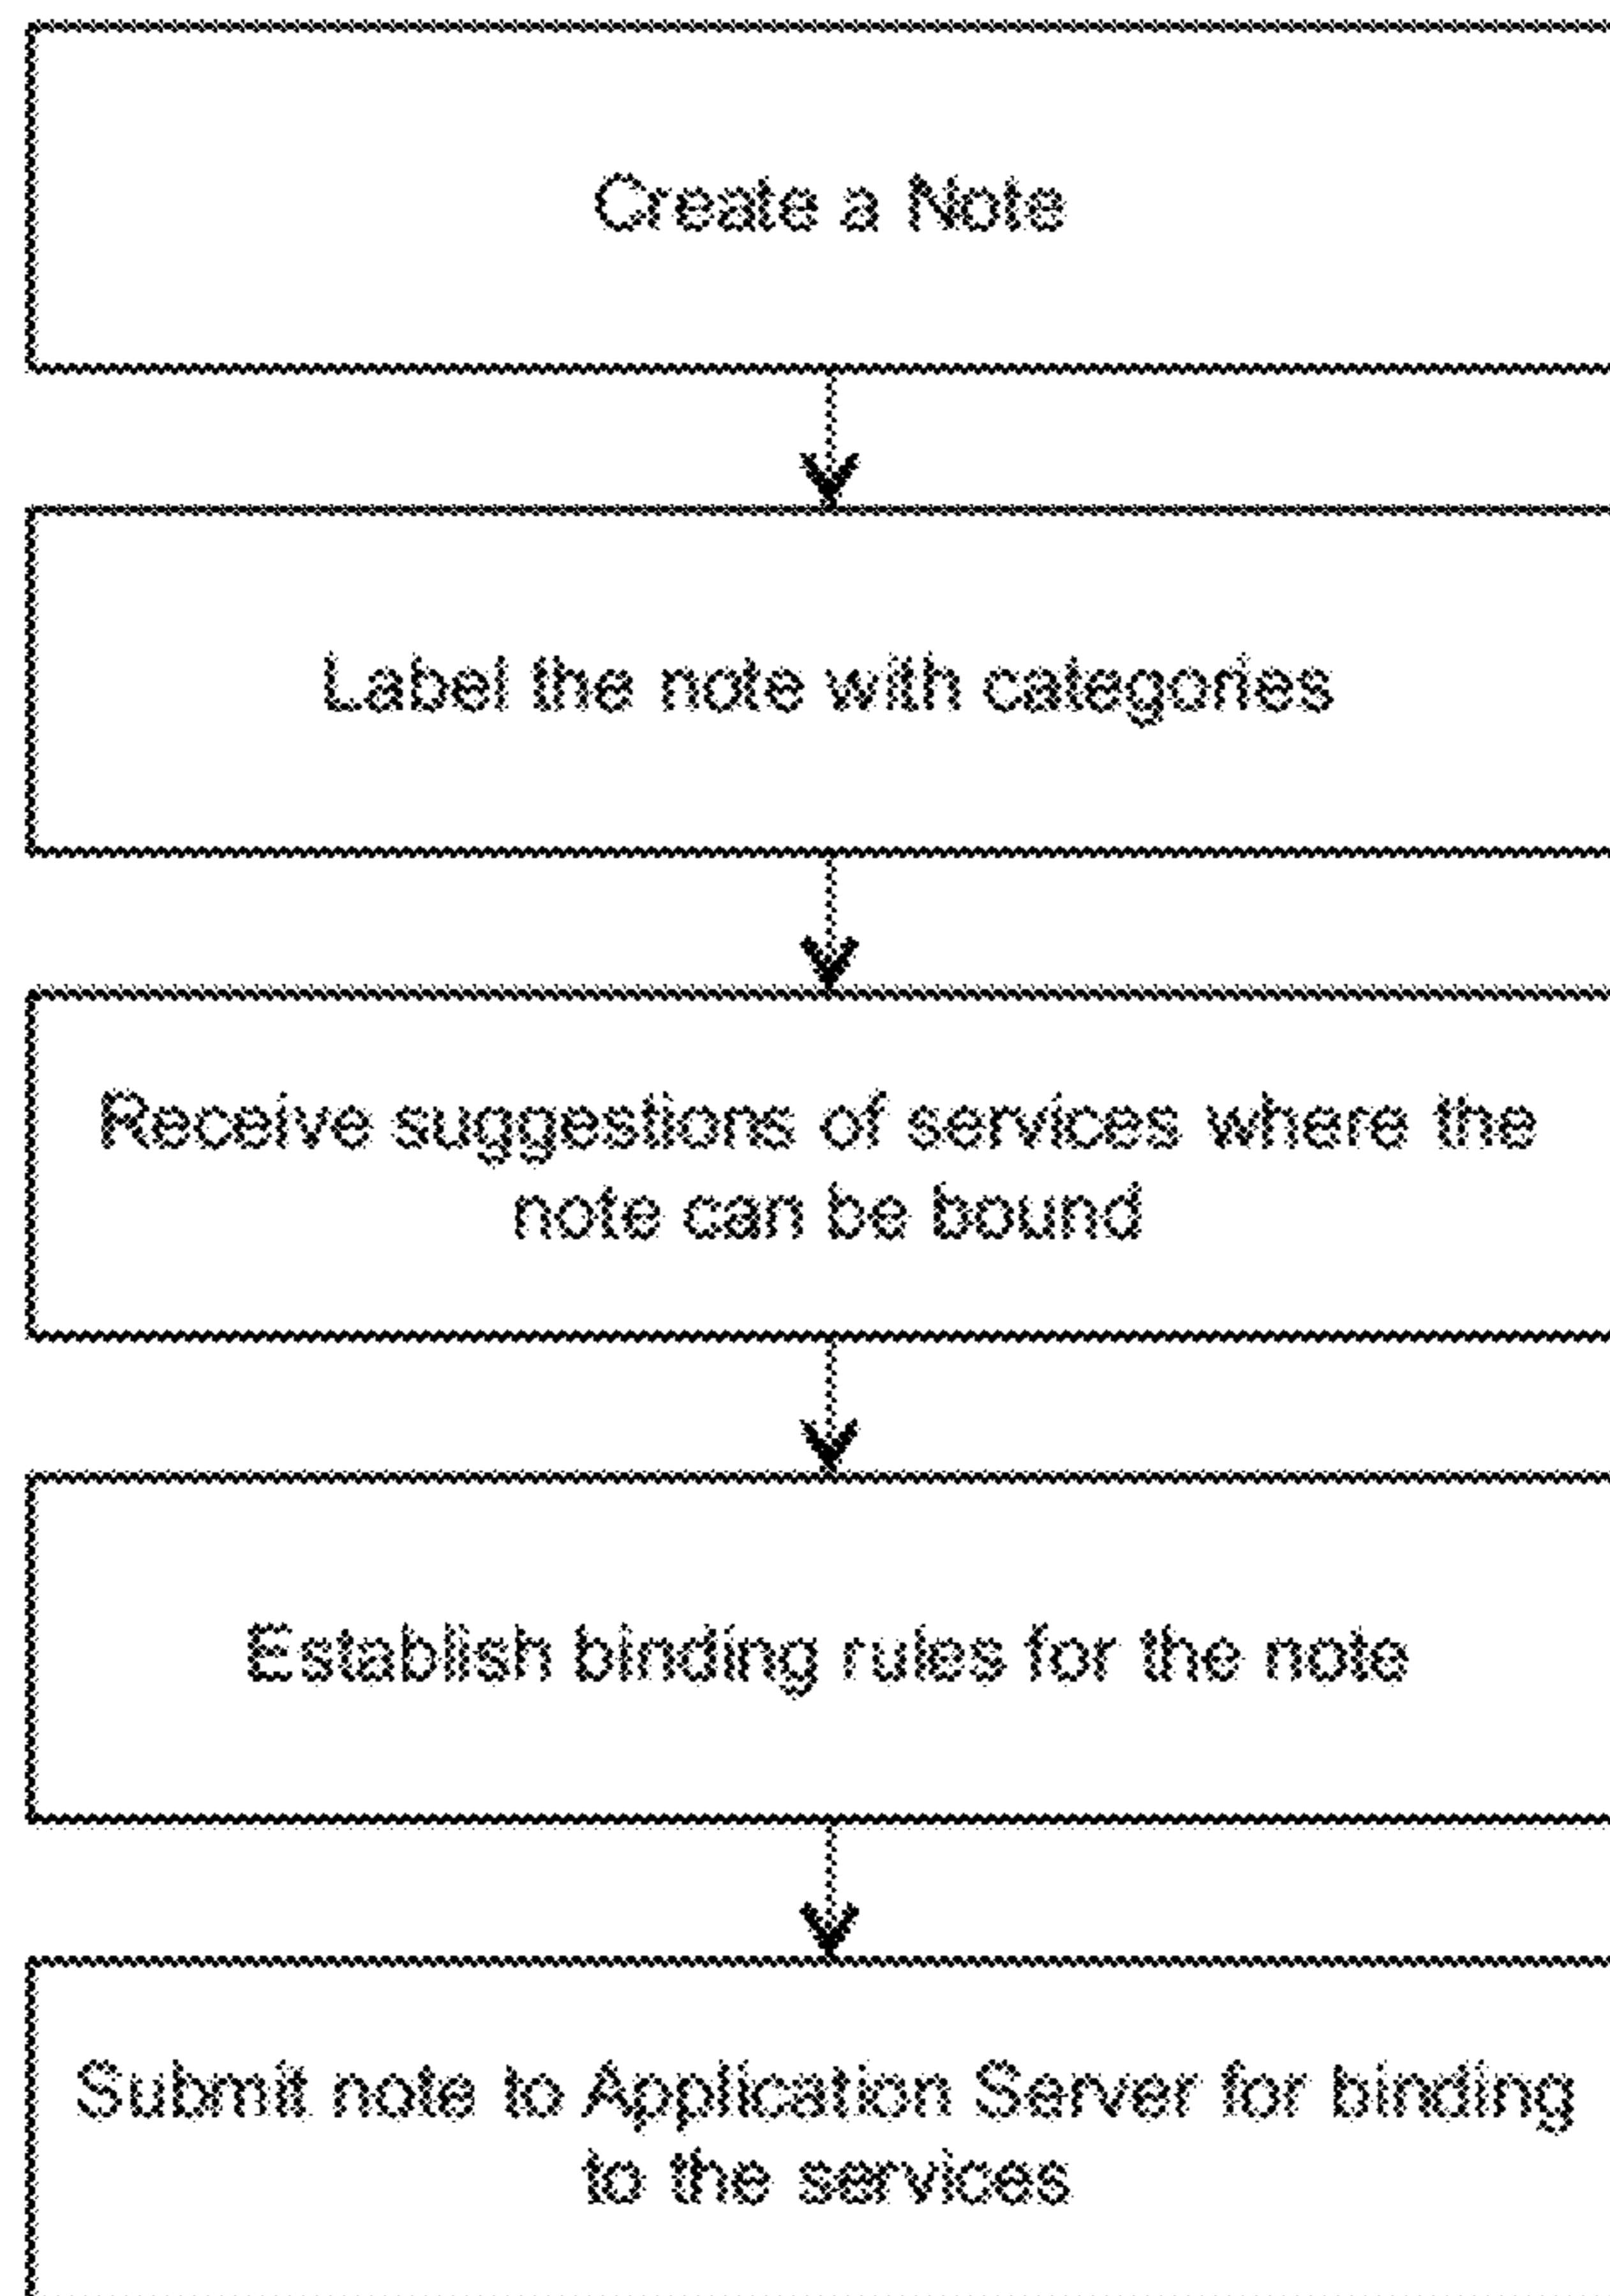 Create a Note
Label the note with categories
Receive suggestions of services where the
note can be bound
Establish binding rules for the note
Submit note to Application Server for binding
to the services